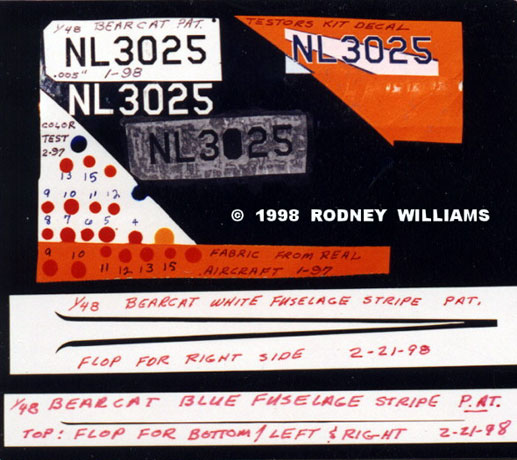 1/48 BEARCAT PAT.
NL3025
.005" 1-98
TESTORS KIT DECAL
NL3025
NL3025
NL3025
COLOR
TEST
2-97
13 15
9 10 11 12
8 7 6 5 4
© 1998 RODNEY WILLIAMS
9 10 11 12 13 15
FABRIC FROM REAL
AIRCRAFT 1-97
1/48 BEARCAT WHITE FUSELAGE STRIPE PAT.
FLOP FOR RIGHT SIDE 2-21-98
1/48 BEARCAT BLUE FUSELAGE STRIPE P.AT.
TOP: FLOP FOR BOTTOM / LEFT & RIGHT 2-21-98